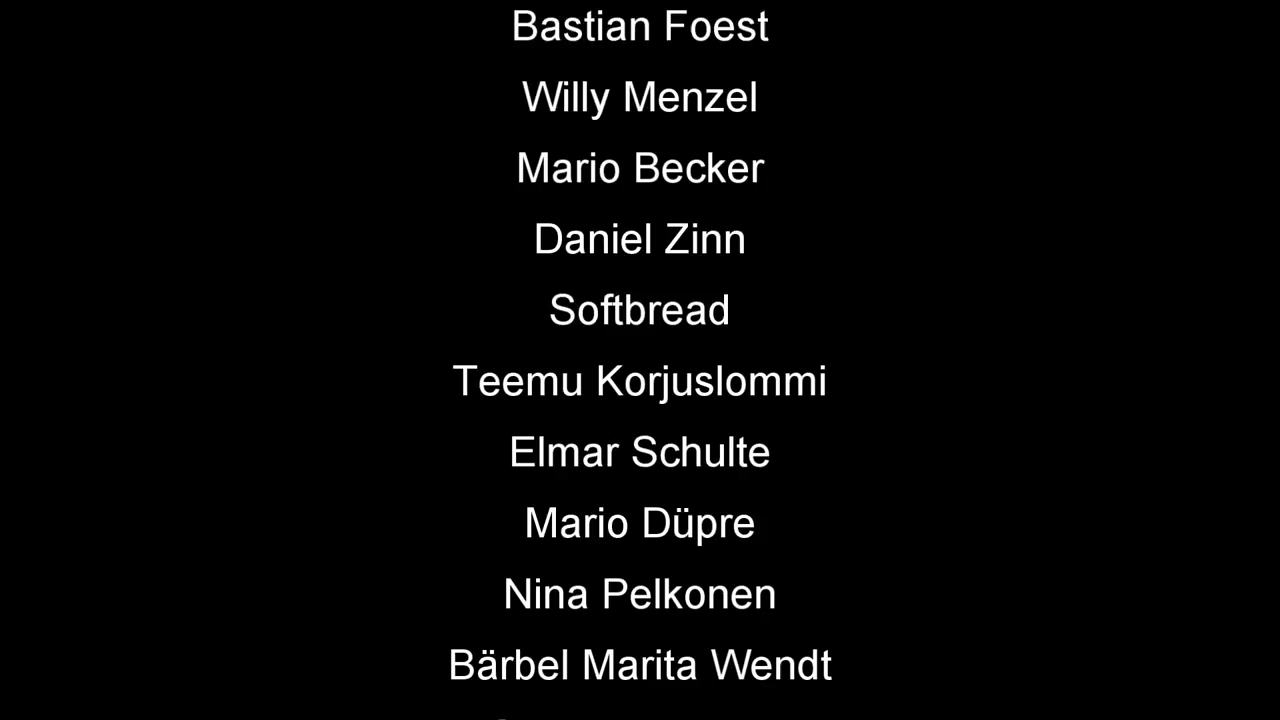 Bastian Foest
Willy Menzel
Mario Becker
Daniel Zinn
Softbread
Teemu Korjuslommi
Elmar Schulte
Mario Düpre
Nina Pelkonen
Bärbel Marita Wendt